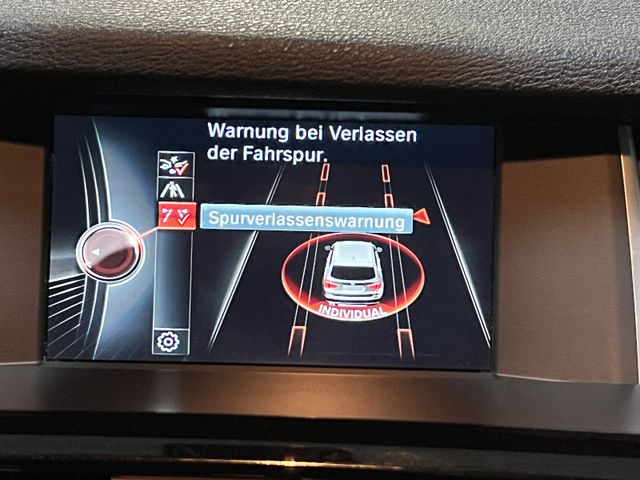 Warnung bei Verlassen
der Fahrspur.
Spurverlassenswarnung
INDIVIDUAL